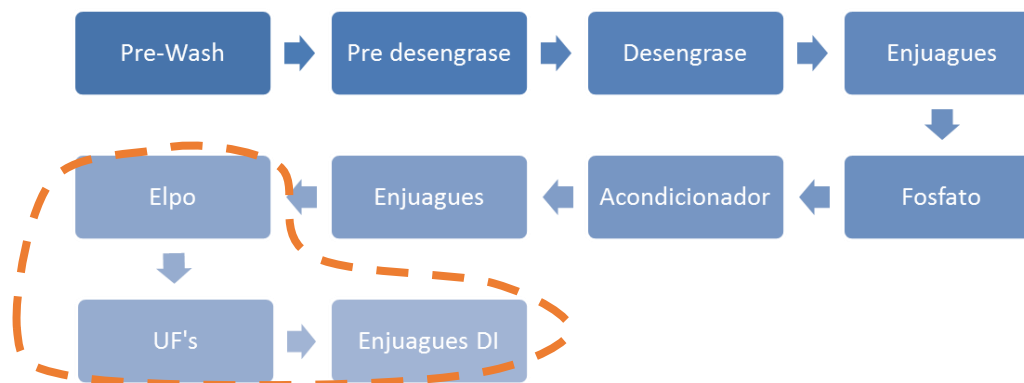 Pre-Wash
Pre desengrase
Desengrase
Enjuagues
Fosfato
Acondicionador
Enjuagues
Elpo
UF's
Enjuagues DI